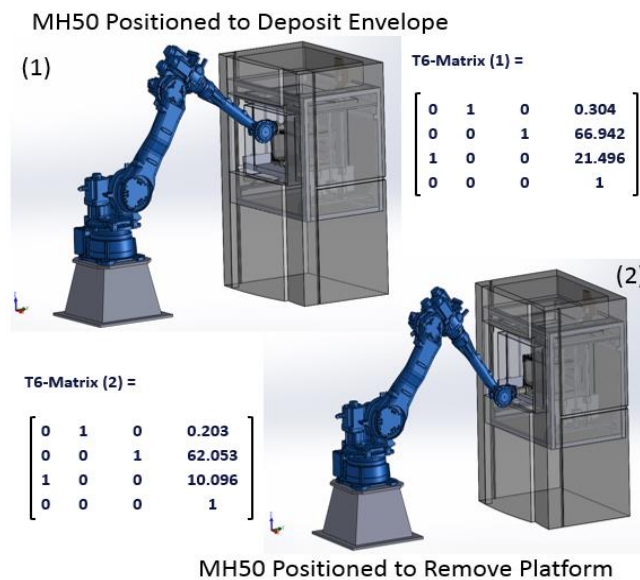 MH50 Positioned to Deposit Envelope
(1)
T6-Matrix (1) =
0 1 0 0.304
0 0 1 66.942
1 0 0 21.496
0 0 0 1
(2)
T6-Matrix (2) =
0 1 0 0.203
0 0 1 62.053
1 0 0 10.096
0 0 0 1
MH50 Positioned to Remove Platform